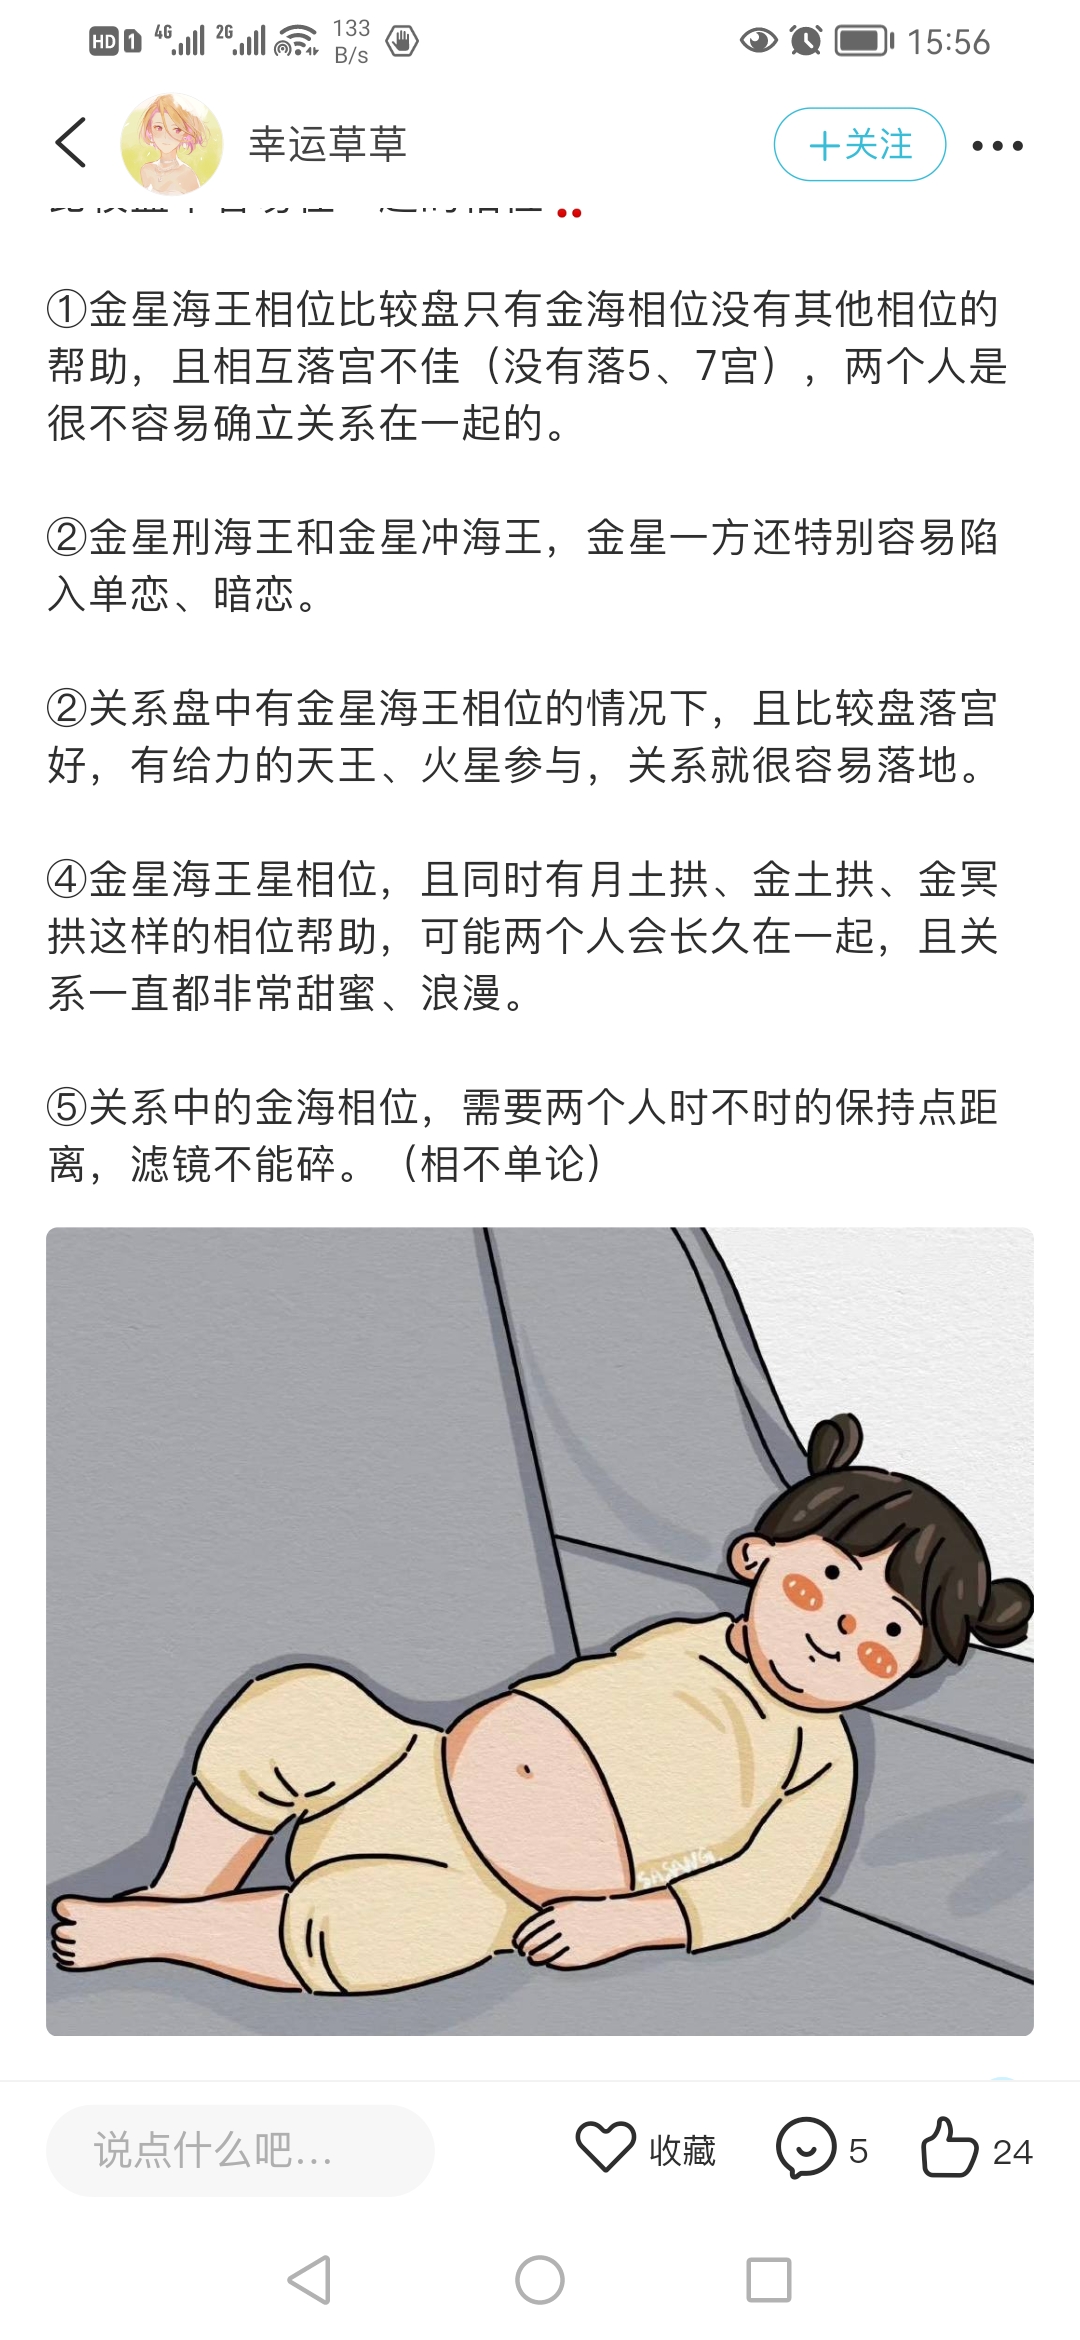 HD 1 4G 2G 133 B/s 15:56
幸运草草
+关注
①金星海王相位比较盘只有金海相位没有其他相位的
帮助，且相互落宫不佳（没有落5、7宫），两个人是
很不容易确立关系在一起的。
②金星刑海王和金星冲海王，金星一方还特别容易陷
入单恋、暗恋。
②关系盘中有金星海王相位的情况下，且比较盘落宫
好，有给力的天王、火星参与，关系就很容易落地。
④金星海王星相位，且同时有月土拱、金土拱、金冥
拱这样的相位帮助，可能两个人会长久在一起，且关
系一直都非常甜蜜、浪漫。
⑤关系中的金海相位，需要两个人时不时的保持点距
离，滤镜不能碎。（相不单论）
说点什么吧...
收藏
5
24